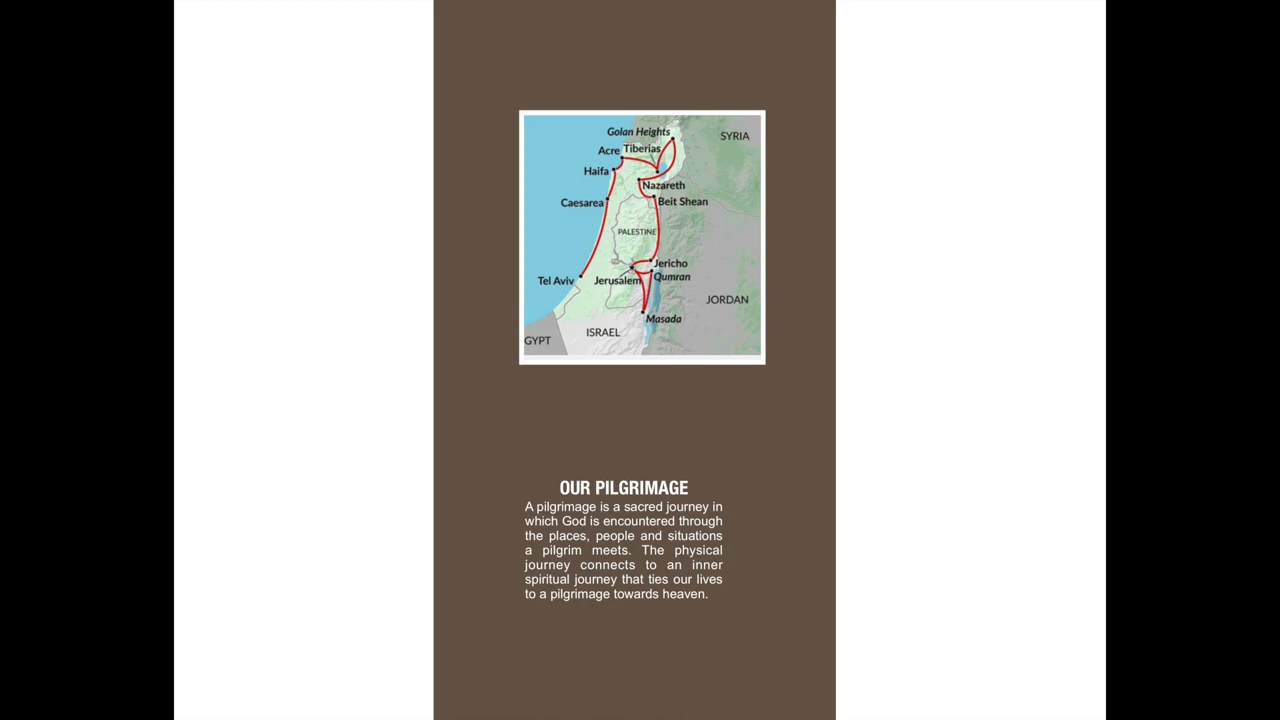 Golan Heights
SYRIA
Acre
Tiberias
Haifa
Nazareth
Caesarea
Beit Shean
PALESTINE
Jericho
Qumran
Tel Aviv
Jerusalem
JORDAN
Masada
ISRAEL
GYPT
OUR PILGRIMAGE
A pilgrimage is a sacred journey in
which God is encountered through
the places, people and situations
a pilgrim meets. The physical
journey connects to an inner
spiritual journey that ties our lives
to a pilgrimage towards heaven.